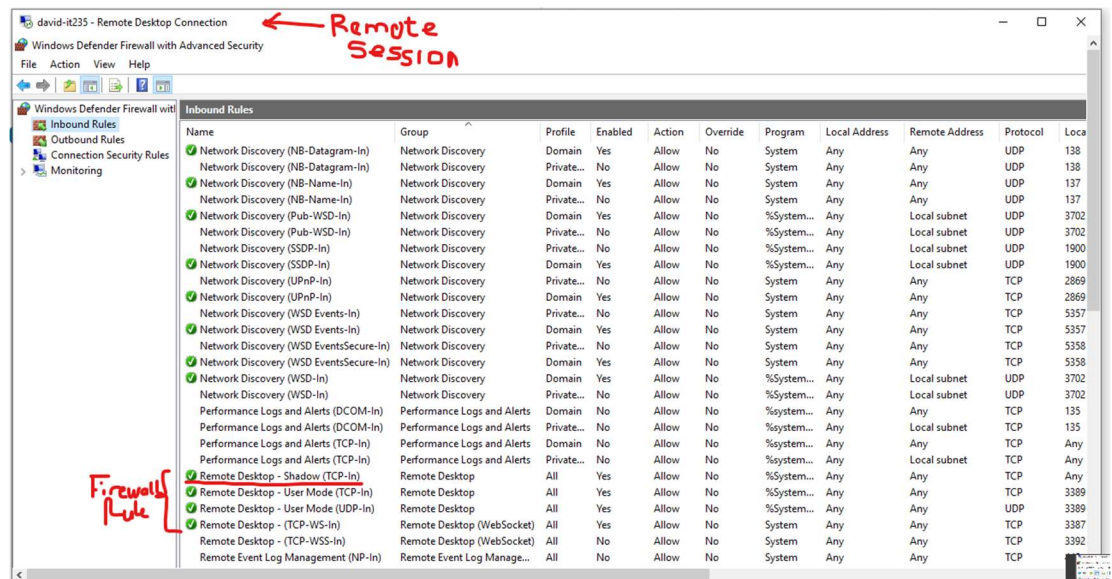 david-it235 - Remote Desktop Connection
Remote
Session
Windows Defender Firewall with Advanced Security
File Action View Help
Windows Defender Firewall witl
Inbound Rules
Outbound Rules
Connection Security Rules
Monitoring
Inbound Rules
Name Group Profile Enabled Action Override Program Local Address Remote Address Protocol Loca
Network Discovery (NB-Datagram-In) Network Discovery Domain Yes Allow No System Any Any UDP 138
Network Discovery (NB-Datagram-In) Network Discovery Private... No Allow No System Any Any UDP 138
Network Discovery (NB-Name-In) Network Discovery Domain Yes Allow No System Any Any UDP 137
Network Discovery (NB-Name-In) Network Discovery Private... No Allow No System Any Any UDP 137
Network Discovery (Pub-WSD-In) Network Discovery Domain Yes Allow No %System... Any Local subnet UDP 3702
Network Discovery (Pub-WSD-In) Network Discovery Private... No Allow No %System... Any Local subnet UDP 3702
Network Discovery (SSDP-In) Network Discovery Private... No Allow No %System... Any Local subnet UDP 1900
Network Discovery (SSDP-In) Network Discovery Domain Yes Allow No %System... Any Local subnet UDP 1900
Network Discovery (UPnP-In) Network Discovery Private... No Allow No System Any Any TCP 2869
Network Discovery (UPnP-In) Network Discovery Domain Yes Allow No System Any Any TCP 2869
Network Discovery (WSD Events-In) Network Discovery Private... No Allow No System Any Any TCP 5357
Network Discovery (WSD Events-In) Network Discovery Domain Yes Allow No System Any Any TCP 5357
Network Discovery (WSD EventsSecure-In) Network Discovery Private... No Allow No System Any Any TCP 5358
Network Discovery (WSD EventsSecure-In) Network Discovery Domain Yes Allow No System Any Any TCP 5358
Network Discovery (WSD-In) Network Discovery Domain Yes Allow No %System... Any Local subnet UDP 3702
Network Discovery (WSD-In) Network Discovery Private... No Allow No %System... Any Local subnet UDP 3702
Performance Logs and Alerts (DCOM-In) Performance Logs and Alerts Domain No Allow No %system... Any Any TCP 135
Performance Logs and Alerts (DCOM-In) Performance Logs and Alerts Private... No Allow No %system... Any Local subnet TCP 135
Performance Logs and Alerts (TCP-In) Performance Logs and Alerts Domain No Allow No %system... Any Any TCP Any
Performance Logs and Alerts (TCP-In) Performance Logs and Alerts Private... No Allow No %system... Any Local subnet TCP Any
Remote Desktop - Shadow (TCP-In) Remote Desktop All Yes Allow No %System... Any Any TCP Any
Firewall
Rule
Remote Desktop - User Mode (TCP-In) Remote Desktop All Yes Allow No %System... Any Any TCP 3389
Remote Desktop - User Mode (UDP-In) Remote Desktop All Yes Allow No %System... Any Any UDP 3389
Remote Desktop - (TCP-WS-In) Remote Desktop (WebSocket) All Yes Allow No System Any Any TCP 3387
Remote Desktop - (TCP-WSS-In) Remote Desktop (WebSocket) All No Allow No System Any Any TCP 3392
Remote Event Log Management (NP-In) Remote Event Log Manage... All No Allow No System Any Any TCP